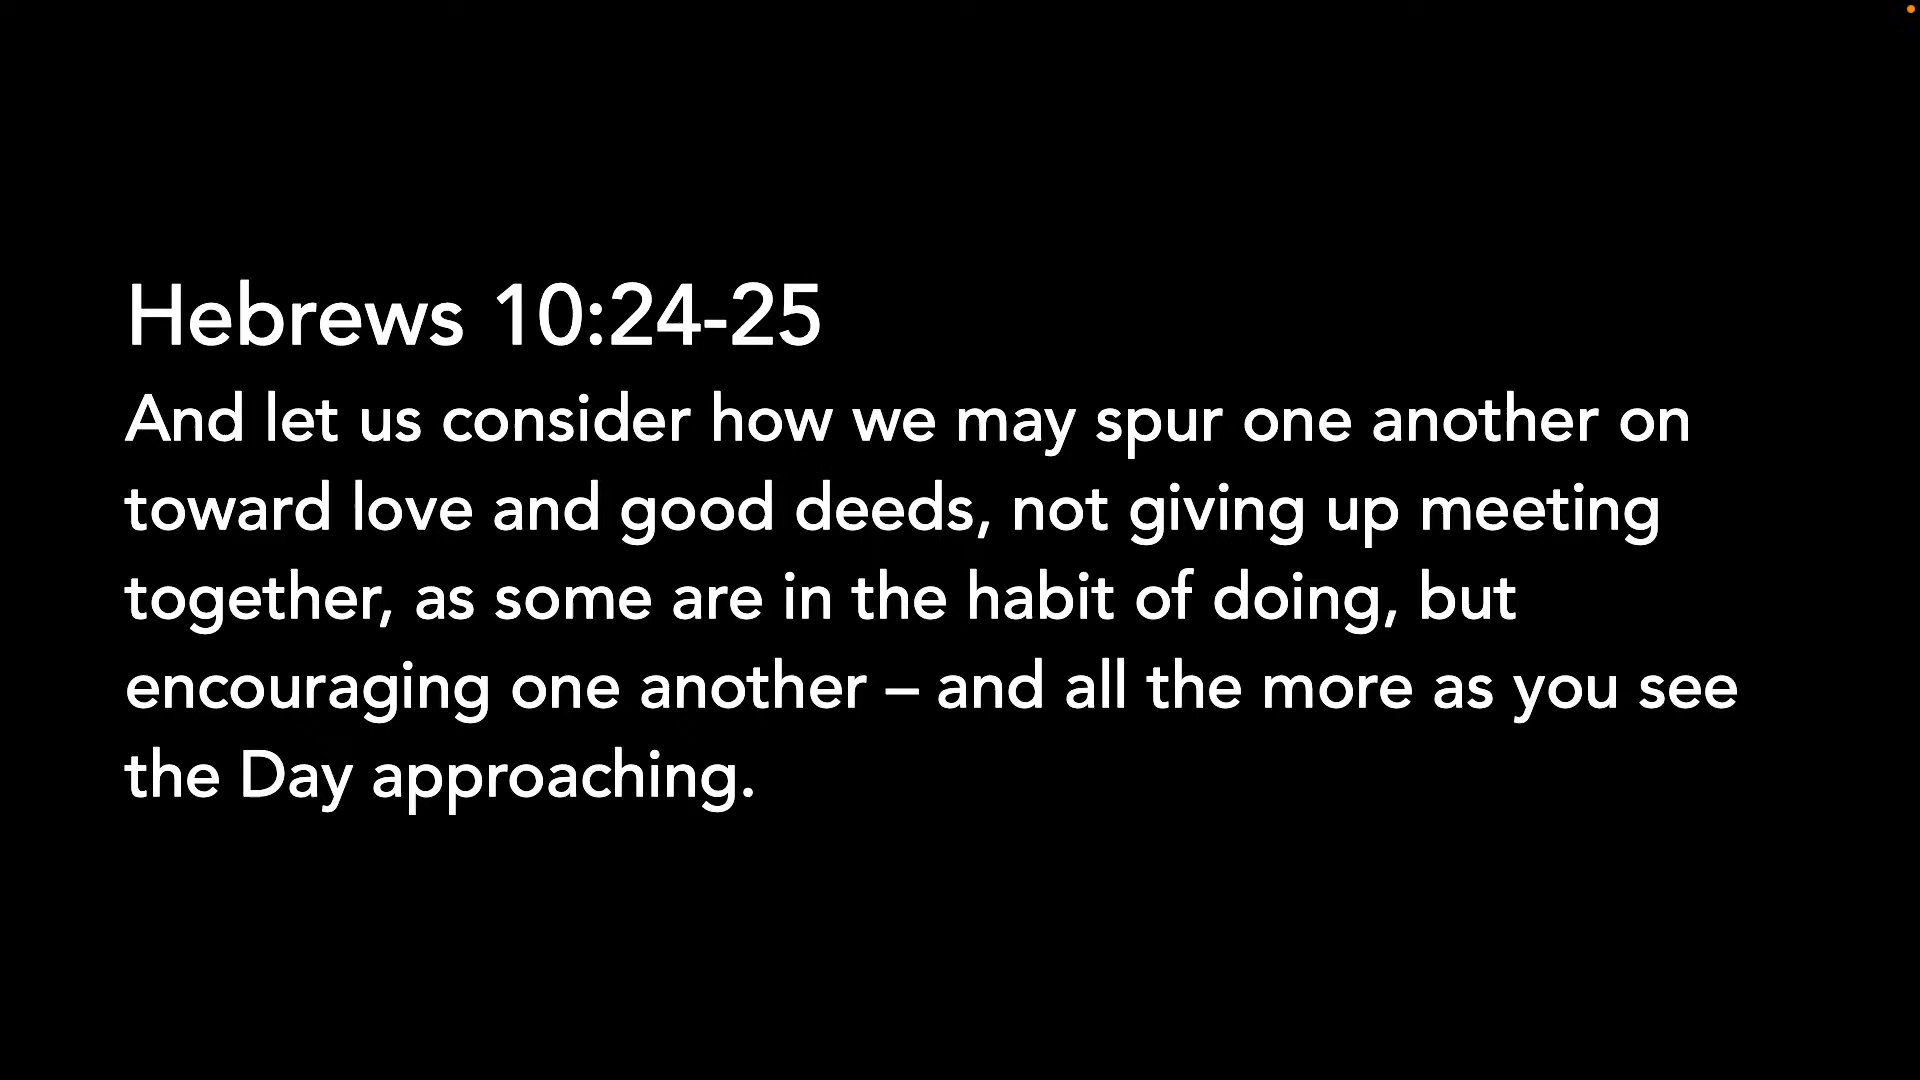 Hebrews 10:24-25
And let us consider how we may spur one another on
toward love and good deeds, not giving up meeting
together, as some are in the habit of doing, but
encouraging one another – and all the more as you see
the Day approaching.